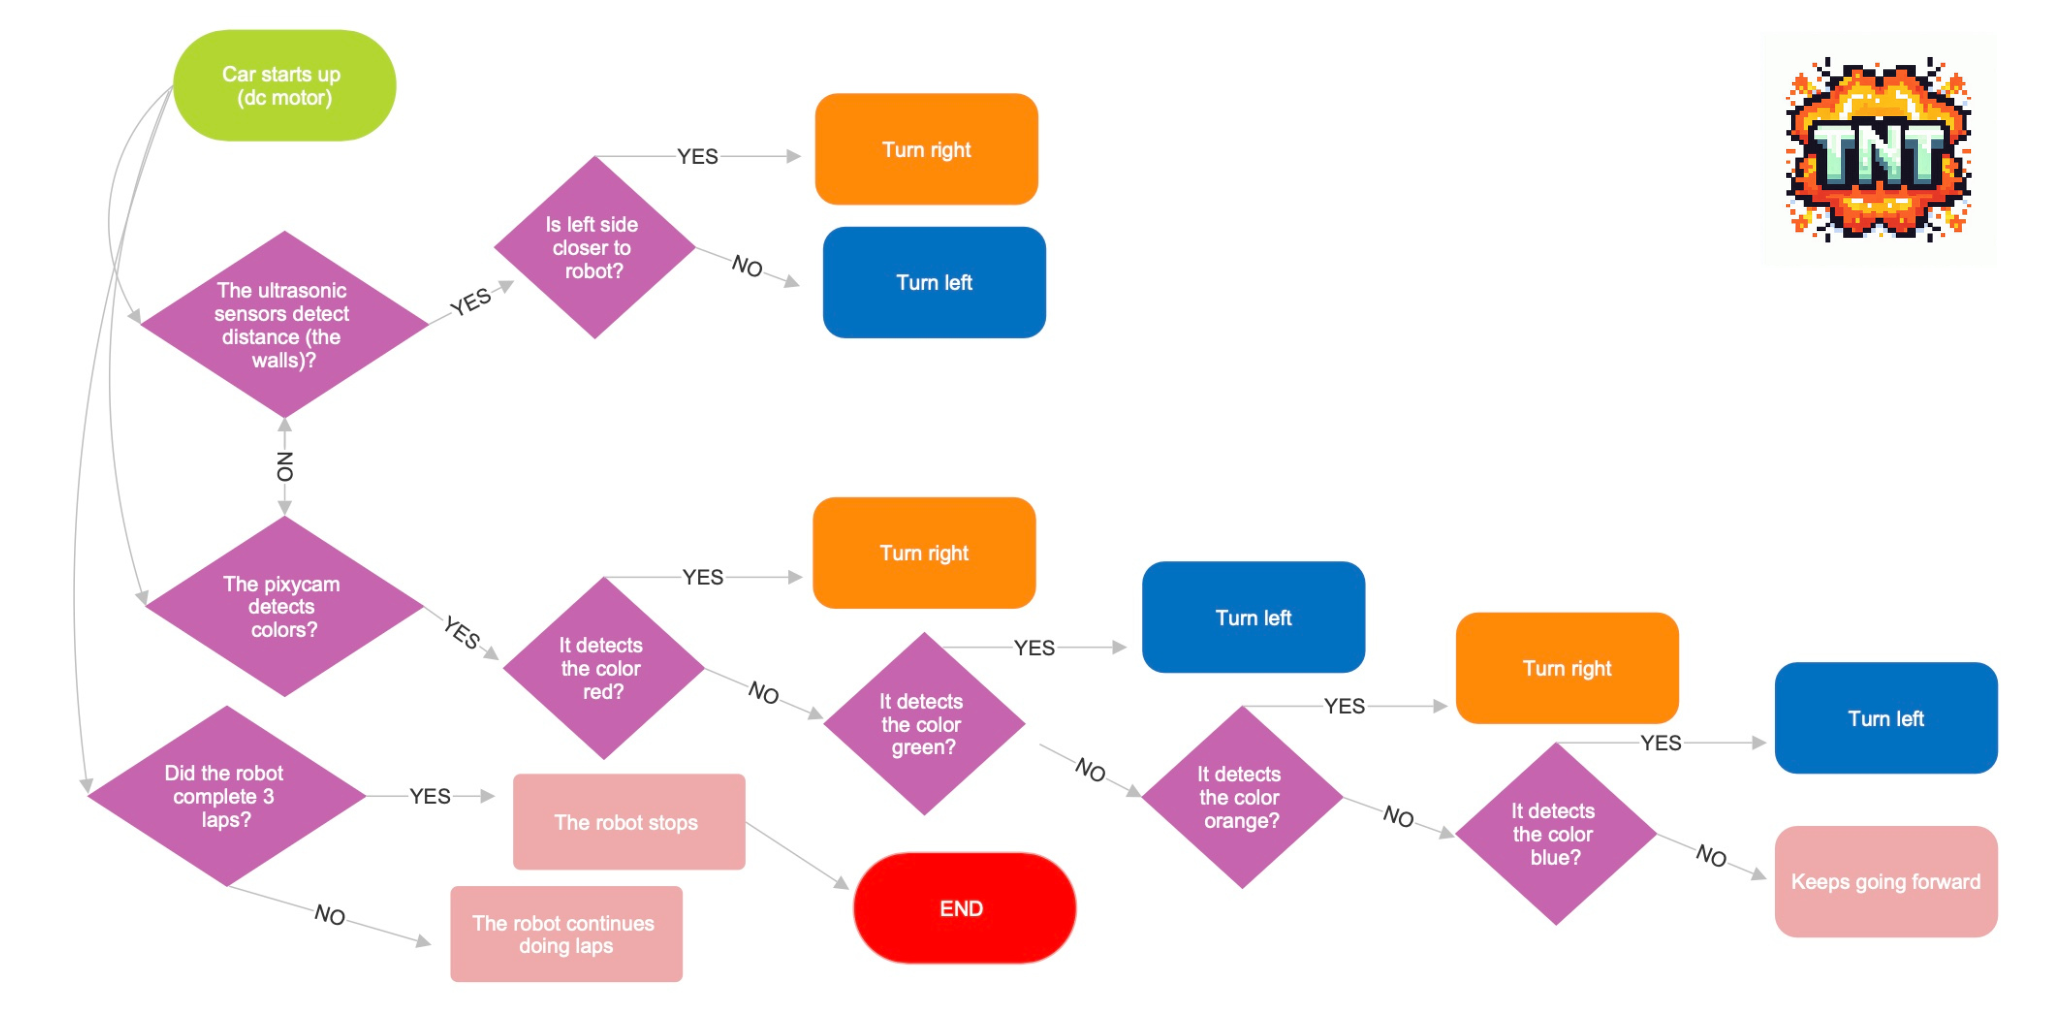 Car starts up
(dc motor)
TNT
YES
Turn right
Is left side
closer to
robot?
NO
Turn left
The ultrasonic
sensors detect
distance (the
walls)?
YES
NO
The pixycam
detects
colors?
YES
It detects
the color
red?
YES
Turn right
NO
It detects
the color
green?
YES
Turn left
NO
It detects
the color
orange?
YES
Turn right
NO
It detects
the color
blue?
YES
Turn left
NO
Keeps going forward
Did the robot
complete 3
laps?
YES
The robot stops
END
NO
The robot continues
doing laps